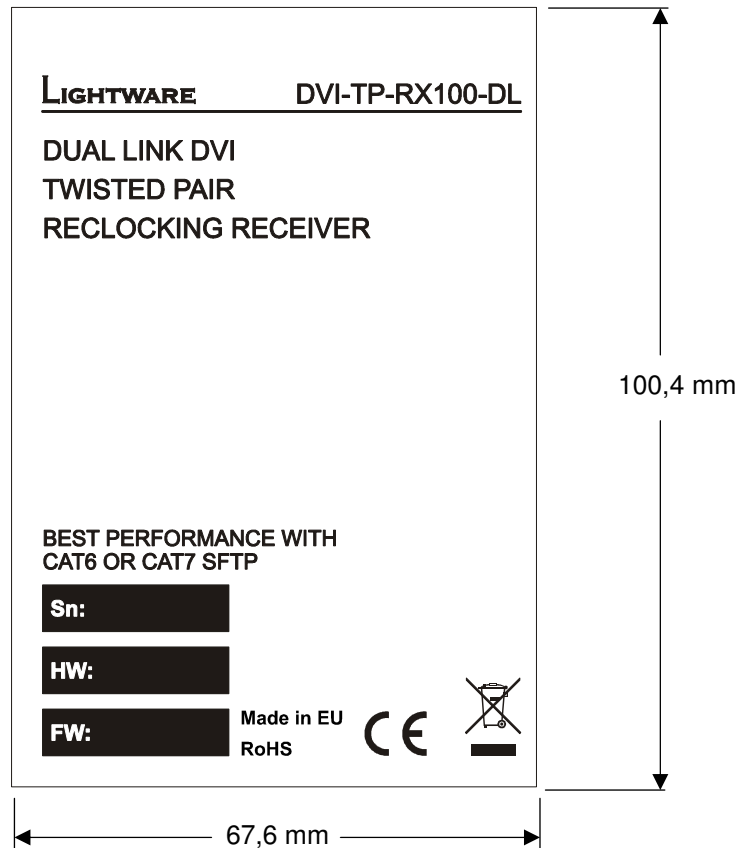 LIGHTWARE DVI-TP-RX100-DL
DUAL LINK DVI
TWISTED PAIR
RECLOCKING RECEIVER
100,4 mm
BEST PERFORMANCE WITH
CAT6 OR CAT7 SFTP
Sn:
HW:
FW:
Made in EU
RoHS
CE
67,6 mm